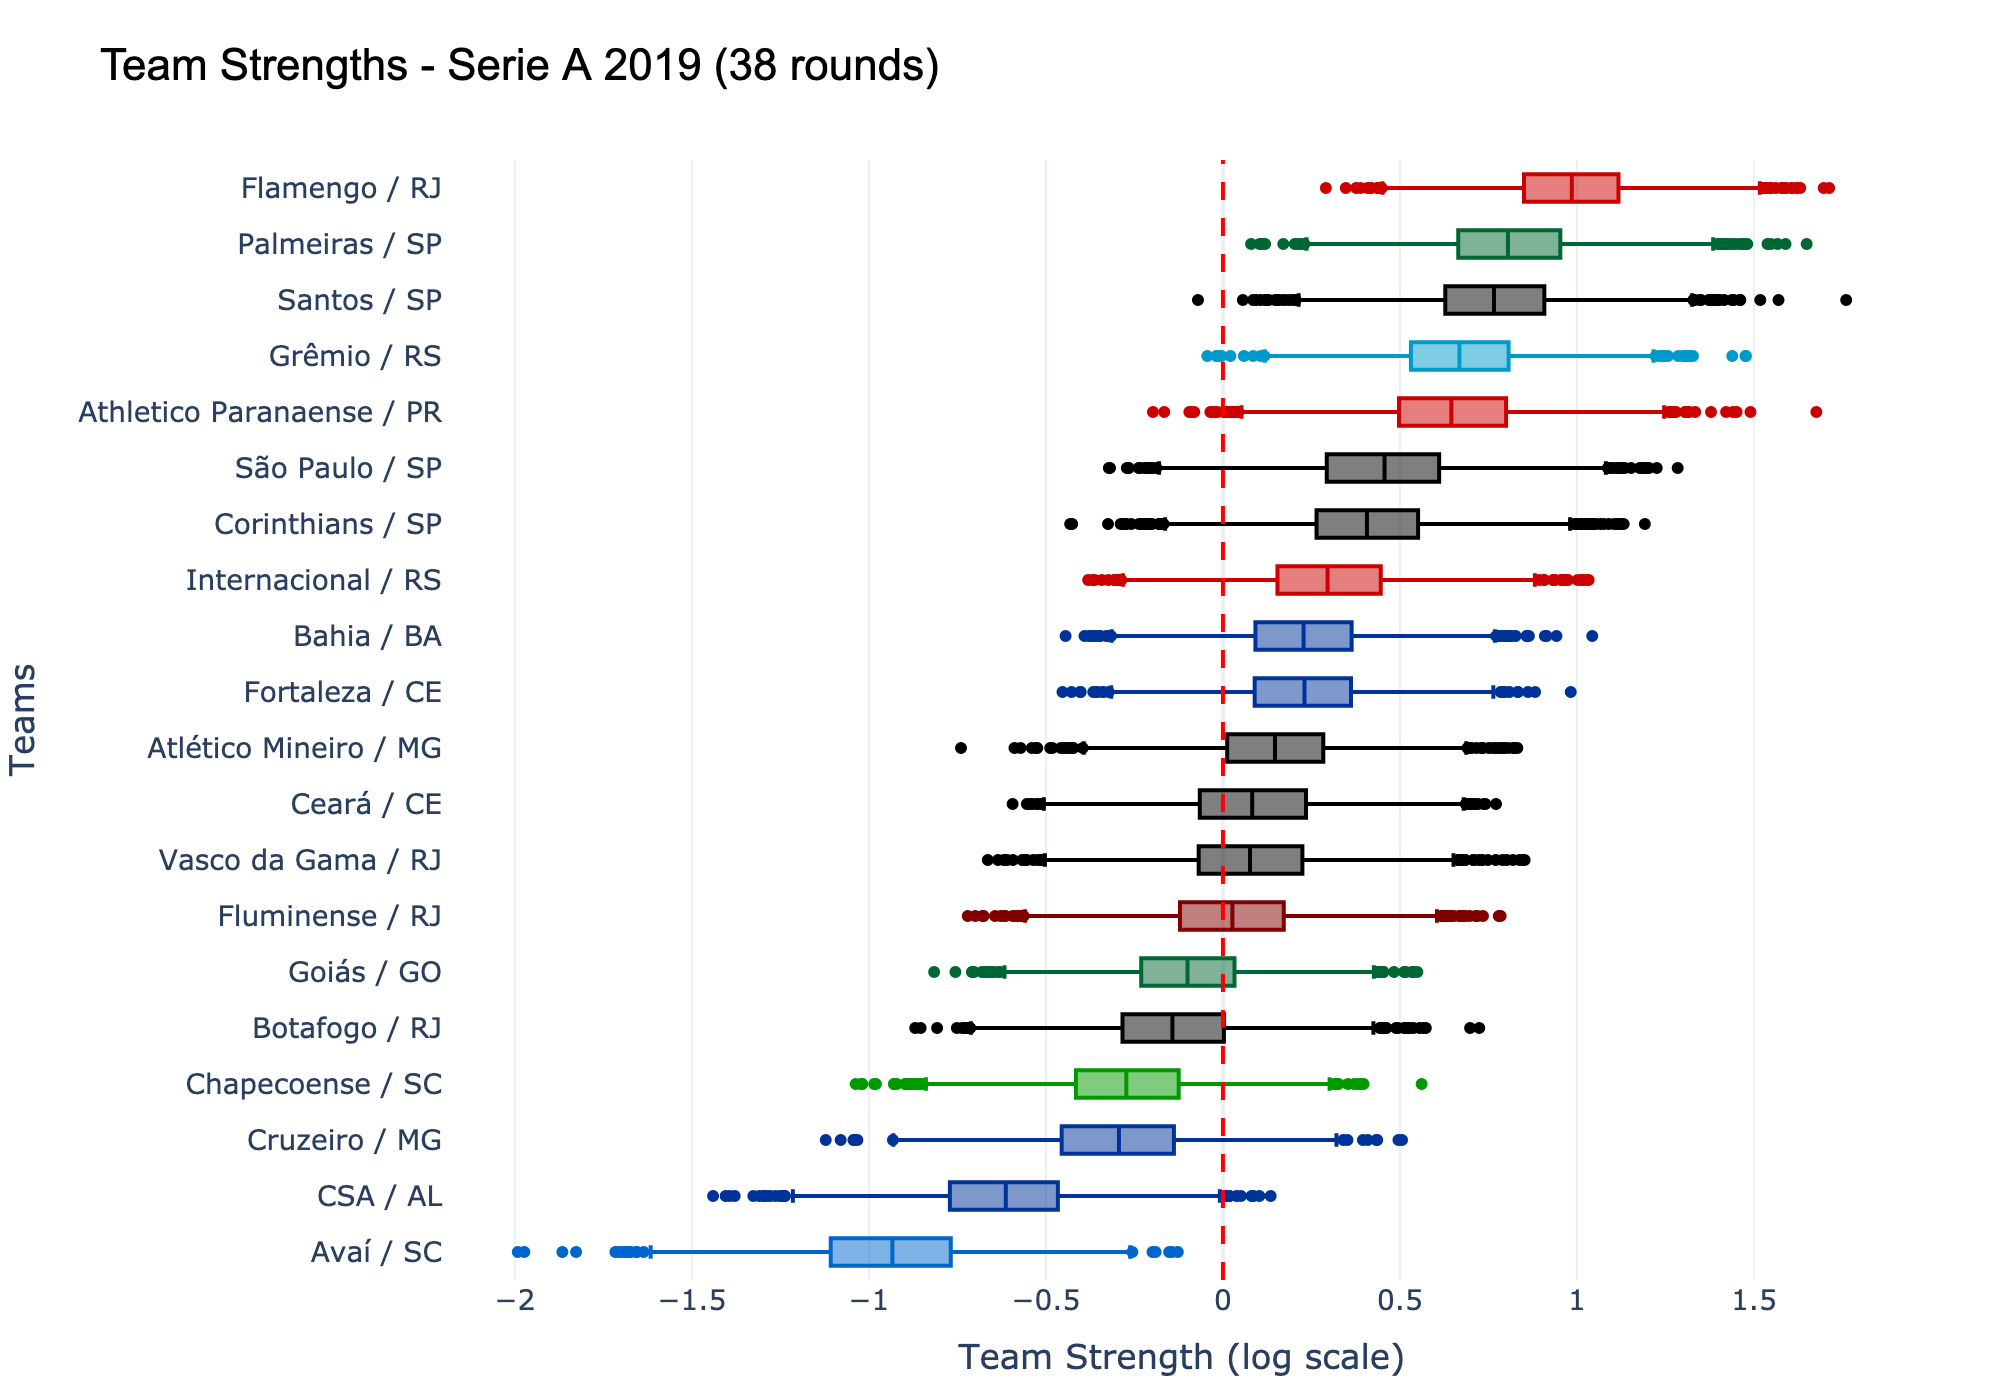 Team Strengths - Serie A 2019 (38 rounds)
Flamengo / RJ
Palmeiras / SP
Santos / SP
Grêmio / RS
Athletico Paranaense / PR
São Paulo / SP
Corinthians / SP
Internacional / RS
Bahia / BA
Fortaleza / CE
Atlético Mineiro / MG
Ceará / CE
Vasco da Gama / RJ
Fluminense / RJ
Goiás / GO
Botafogo / RJ
Chapecoense / SC
Cruzeiro / MG
CSA / AL
Avaí / SC
Teams
−2 −1.5 −1 −0.5 0 0.5 1 1.5
Team Strength (log scale)